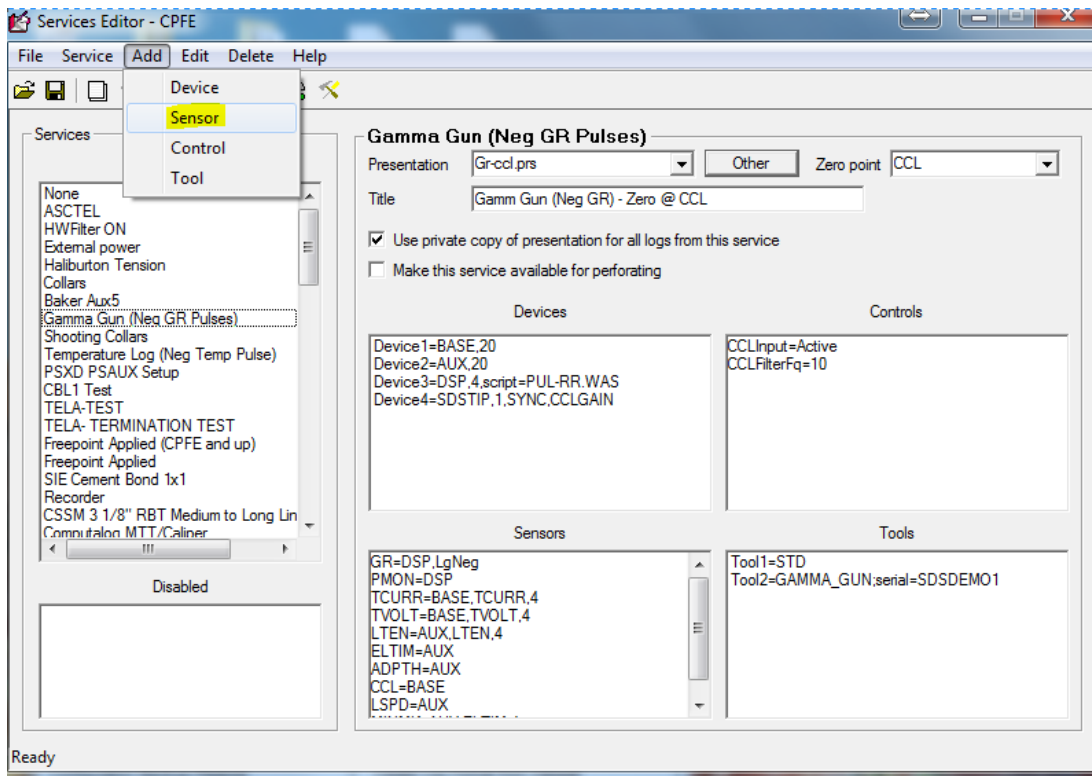 Services Editor - CPFE
File Service Add Edit Delete Help
Device
Sensor
Control
Tool
Services
None
ASCTEL
HWFilter ON
External power
Haliburton Tension
Collars
Baker Aux5
Gamma Gun (Neg GR Pulses)
Shooting Collars
Temperature Log (Neg Temp Pulse)
PSXD PSAUX Setup
CBL1 Test
TELA-TEST
TELA- TERMINATION TEST
Freepoint Applied (CPFE and up)
Freepoint Applied
SIE Cement Bond 1x1
Recorder
CSSM 3 1/8" RBT Medium to Long Lin
Computalog MTT/Caliper
Disabled
Gamma Gun (Neg GR Pulses)
Presentation Gr-ccl.prs Other Zero point CCL
Title Gamm Gun (Neg GR) - Zero @ CCL
Use private copy of presentation for all logs from this service
Make this service available for perforating
Devices
Device1=BASE,20
Device2=AUX,20
Device3=DSP,4,script=PUL-RR.WAS
Device4=SDSTIP,1,SYNC,CCLGAIN
Controls
CCLInput=Active
CCLFilterFq=10
Sensors
GR=DSP,LgNeg
PMON=DSP
TCURR=BASE,TCURR,4
TVOLT=BASE,TVOLT,4
LTEN=AUX,LTEN,4
ELTIM=AUX
ADPTH=AUX
CCL=BASE
LSPD=AUX
Tools
Tool1=STD
Tool2=GAMMA_GUN;serial=SDSDEMO1
Ready